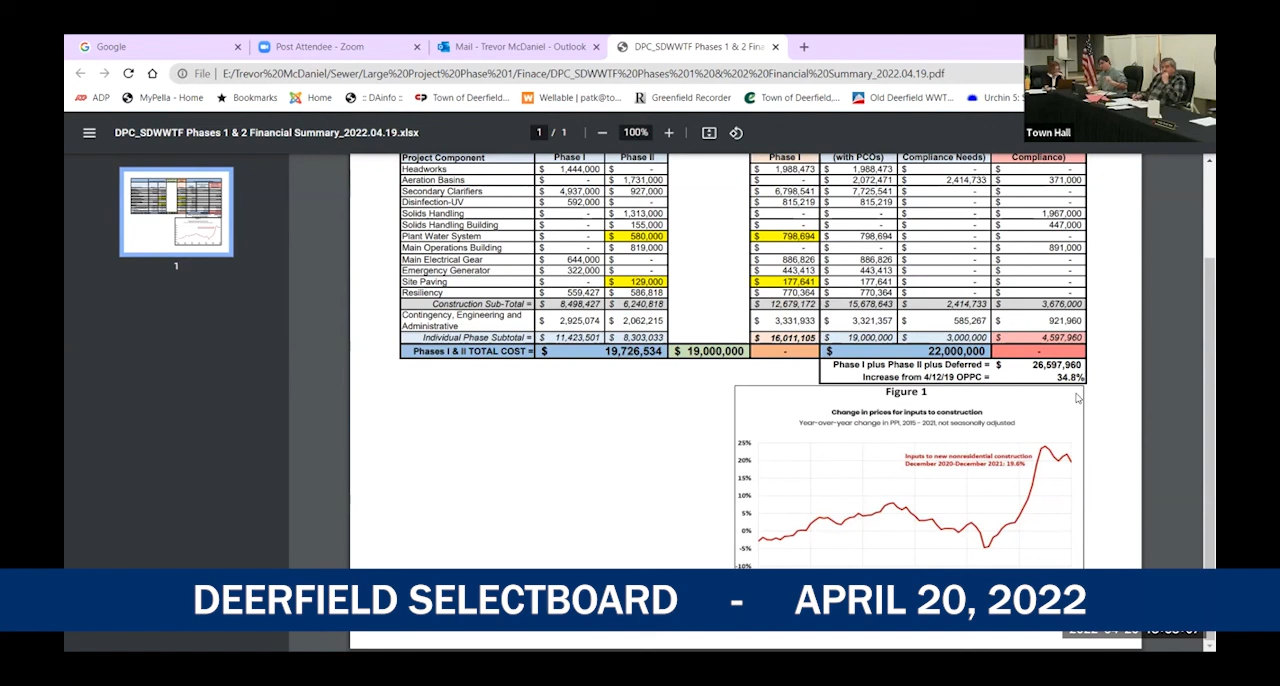 Google
Post Attendee - Zoom
Mail - Trevor McDaniel - Outlook
DPC_SDWWTF Phases 1 & 2 Fina
File E:/Trevor%20McDaniel/Sewer/Large%20Project%20Phase%201/Finace/DPC_SDWWTF%20Phases%201%20&%202%20Financial%20Summary_2022.04.19.pdf
ADP MyPella - Home Bookmarks Home :: DAinfo :: Town of Deerfield... Wellable | patk@to... Greenfield Recorder Town of Deerfield,... Old Deerfield WWT... Urchin 5:
Town Hall
DPC_SDWWTF Phases 1 & 2 Financial Summary_2022.04.19.xlsx 1 / 1 100%
1
Project Component Phase I Phase II Phase I (with PCOs) Compliance Needs) Compliance)
Headworks $ 1,444,000 $ - $ 1,988,473 $ 1,988,473 $ - $ -
Aeration Basins $ - $ 1,731,000 $ - $ 2,072,471 $ 2,414,733 $ 371,000
Secondary Clarifiers $ 4,937,000 $ 927,000 $ 6,798,541 $ 7,725,541 $ - $ -
Disinfection-UV $ 592,000 $ - $ 815,219 $ 815,219 $ - $ -
Solids Handling $ - $ 1,313,000 $ - $ - $ - $ 1,967,000
Solids Handling Building $ - $ 155,000 $ - $ - $ - $ 447,000
Plant Water System $ - $ 580,000 $ 798,694 $ 798,694 $ - $ -
Main Operations Building $ - $ 819,000 $ - $ - $ - $ 891,000
Main Electrical Gear $ 644,000 $ - $ 886,826 $ 886,826 $ - $ -
Emergency Generator $ 322,000 $ - $ 443,413 $ 443,413 $ - $ -
Site Paving $ - $ 129,000 $ 177,641 $ 177,641 $ - $ -
Resiliency $ 559,427 $ 586,818 $ 770,364 $ 770,364 $ - $ -
Construction Sub-Total = $ 8,498,427 $ 6,240,818 $ 12,679,172 $ 15,678,643 $ 2,414,733 $ 3,676,000
Contingency, Engineering and
Administrative $ 2,925,074 $ 2,062,215 $ 3,331,933 $ 3,321,357 $ 585,267 $ 921,960
Individual Phase Subtotal = $ 11,423,501 $ 8,303,033 $ 16,011,105 $ 19,000,000 $ 3,000,000 $ 4,597,960
Phases I & II TOTAL COST = $ 19,726,534 $ 19,000,000 - $ 22,000,000 -
Phase I plus Phase II plus Deferred = $ 26,597,960
Increase from 4/12/19 OPPC = 34.8%
Figure 1
Change in prices for inputs to construction
Year-over-year change in PPI, 2015 - 2021, not seasonally adjusted
25%
20%
15%
10%
5%
0%
-5%
-10%
Inputs to new nonresidential construction
December 2020-December 2021: 19.6%
DEERFIELD SELECTBOARD - APRIL 20, 2022